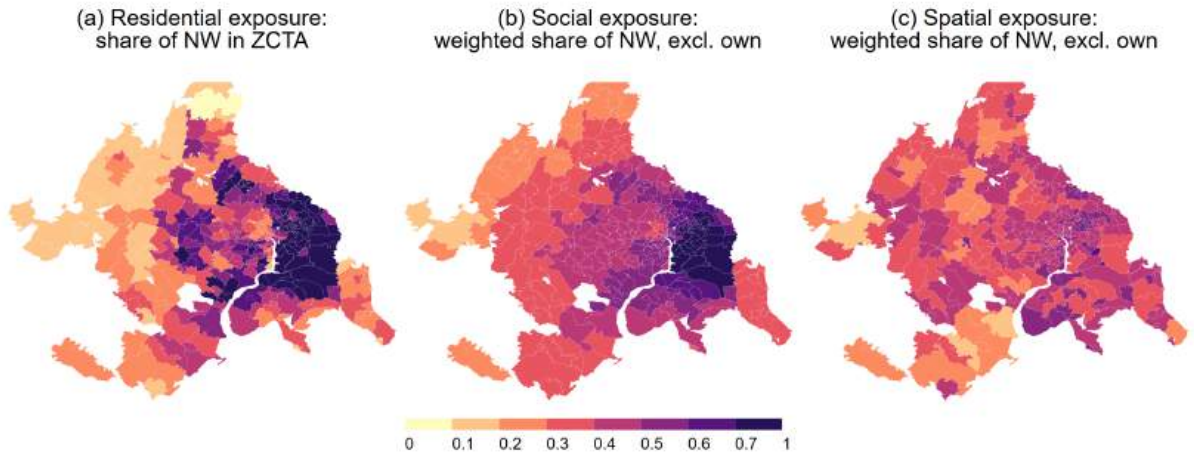 (a) Residential exposure:
share of NW in ZCTA
(b) Social exposure:
weighted share of NW, excl. own
(c) Spatial exposure:
weighted share of NW, excl. own
0 0.1 0.2 0.3 0.4 0.5 0.6 0.7 1